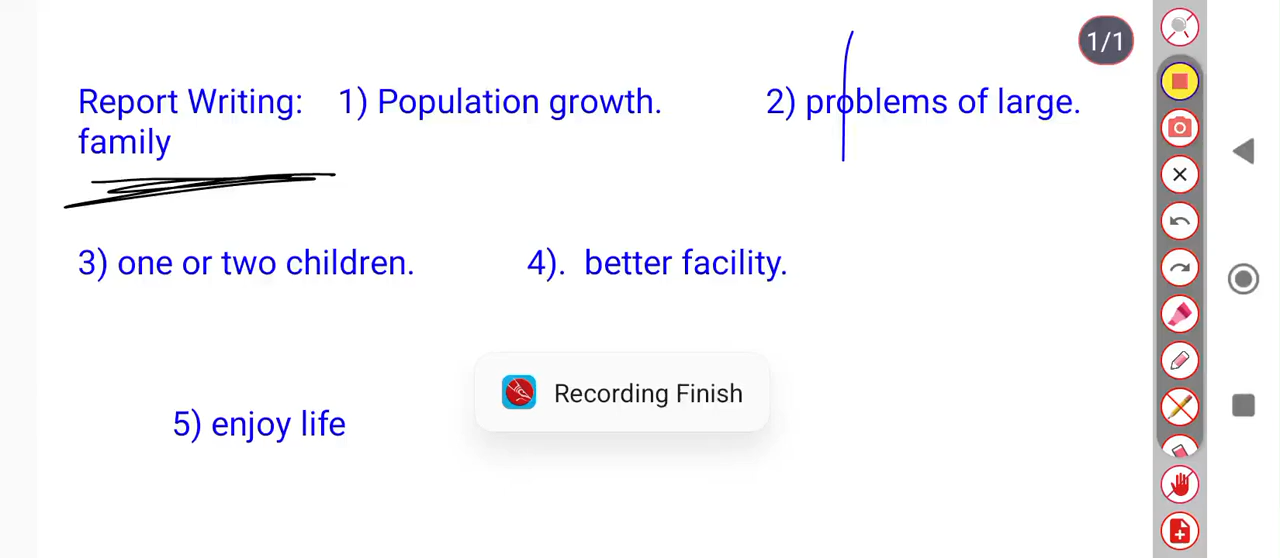 1/1
Report Writing: 1) Population growth. 2) problems of large.
family
3) one or two children. 4). better facility.
Recording Finish
5) enjoy life